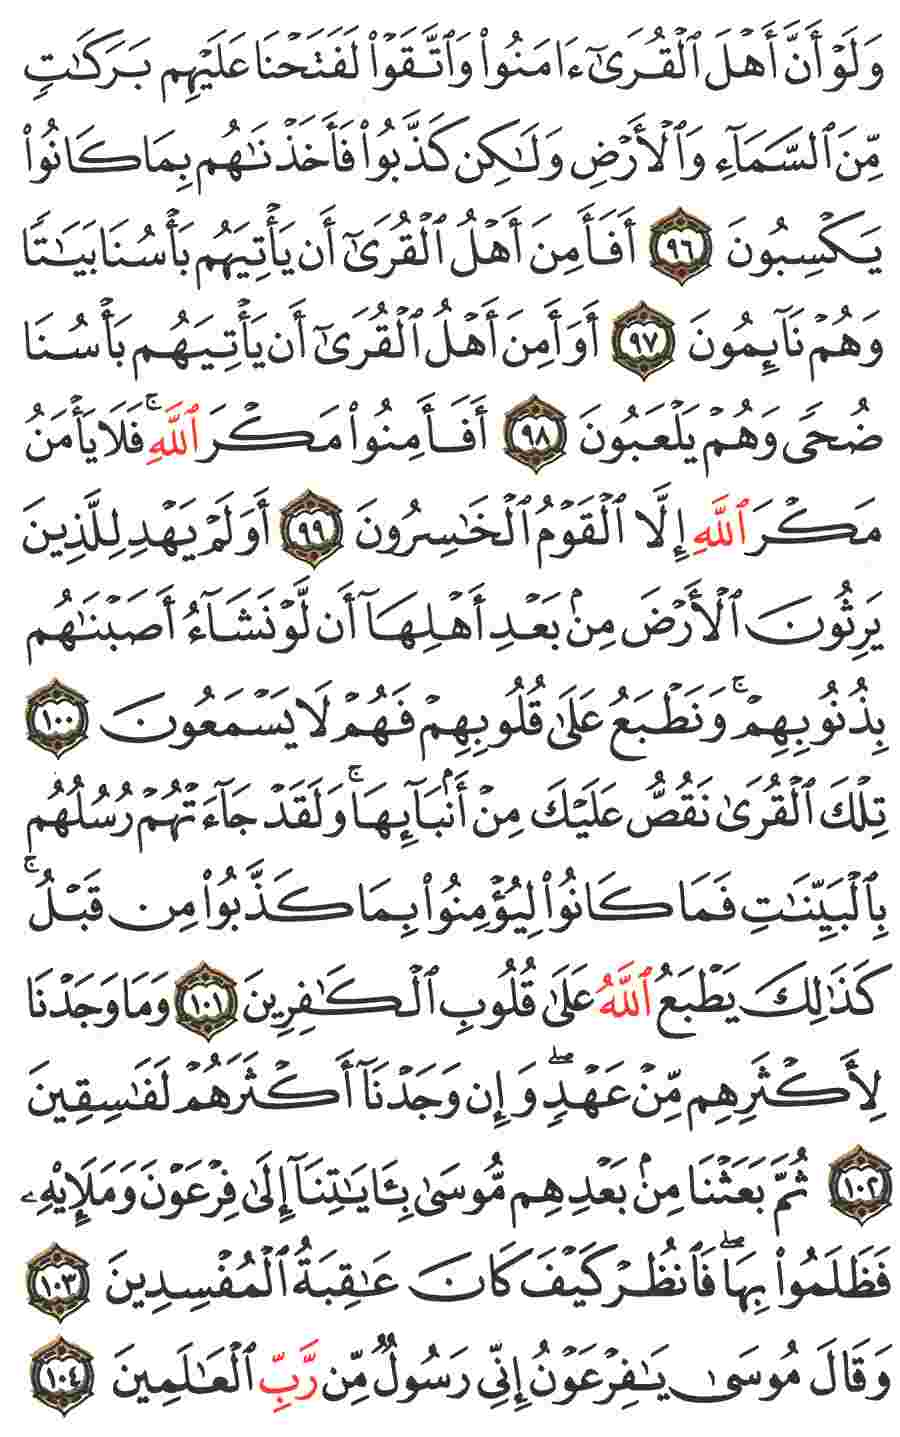 وَلَوْ أَنَّ أَهْلَ ٱلْقُرَىٰٓ ءَامَنُوا۟ وَٱتَّقَوْا۟ لَفَتَحْنَا عَلَيْهِم بَرَكَـٰتٍ
مِّنَ ٱلسَّمَآءِ وَٱلْأَرْضِ وَلَـٰكِن كَذَّبُوا۟ فَأَخَذْنَـٰهُم بِمَا كَانُوا۟
يَكْسِبُونَ ٩٦ أَفَأَمِنَ أَهْلُ ٱلْقُرَىٰٓ أَن يَأْتِيَهُم بَأْسُنَا بَيَـٰتًا
وَهُمْ نَآئِمُونَ ٩٧ أَوَأَمِنَ أَهْلُ ٱلْقُرَىٰٓ أَن يَأْتِيَهُم بَأْسُنَا
ضُحًى وَهُمْ يَلْعَبُونَ ٩٨ أَفَأَمِنُوا۟ مَكْرَ ٱللَّهِ ۚ فَلَا يَأْمَنُ
مَكْرَ ٱللَّهِ إِلَّا ٱلْقَوْمُ ٱلْخَـٰسِرُونَ ٩٩ أَوَلَمْ يَهْدِ لِلَّذِينَ
يَرِثُونَ ٱلْأَرْضَ مِنۢ بَعْدِ أَهْلِهَآ أَن لَّوْ نَشَآءُ أَصَبْنَـٰهُم
بِذُنُوبِهِمْ ۚ وَنَطْبَعُ عَلَىٰ قُلُوبِهِمْ فَهُمْ لَا يَسْمَعُونَ ١٠٠
تِلْكَ ٱلْقُرَىٰ نَقُصُّ عَلَيْكَ مِنْ أَنۢبَآئِهَا ۚ وَلَقَدْ جَآءَتْهُمْ رُسُلُهُم
بِٱلْبَيِّنَـٰتِ فَمَا كَانُوا۟ لِيُؤْمِنُوا۟ بِمَا كَذَّبُوا۟ مِن قَبْلُ ۚ
كَذَٰلِكَ يَطْبَعُ ٱللَّهُ عَلَىٰ قُلُوبِ ٱلْكَـٰفِرِينَ ١٠١ وَمَا وَجَدْنَا
لِأَكْثَرِهِم مِّنْ عَهْدٍ ۖ وَإِن وَجَدْنَآ أَكْثَرَهُمْ لَفَـٰسِقِينَ
١٠٢ ثُمَّ بَعَثْنَا مِنۢ بَعْدِهِم مُّوسَىٰ بِـَٔايَـٰتِنَآ إِلَىٰ فِرْعَوْنَ وَمَلَإِي۟هِۦ
فَظَلَمُوا۟ بِهَا ۖ فَٱنظُرْ كَيْفَ كَانَ عَـٰقِبَةُ ٱلْمُفْسِدِينَ ١٠٣
وَقَالَ مُوسَىٰ يَـٰفِرْعَوْنُ إِنِّى رَسُولٌ مِّن رَّبِّ ٱلْعَـٰلَمِينَ ١٠٤